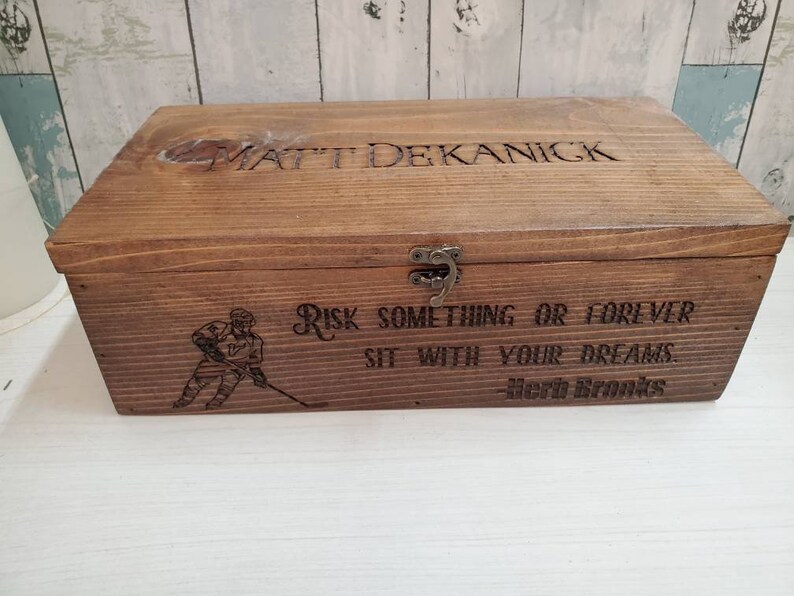 MATT DEKANICK
RISK SOMETHING OR FOREVER
SIT WITH YOUR DREAMS.
-Herb Brooks